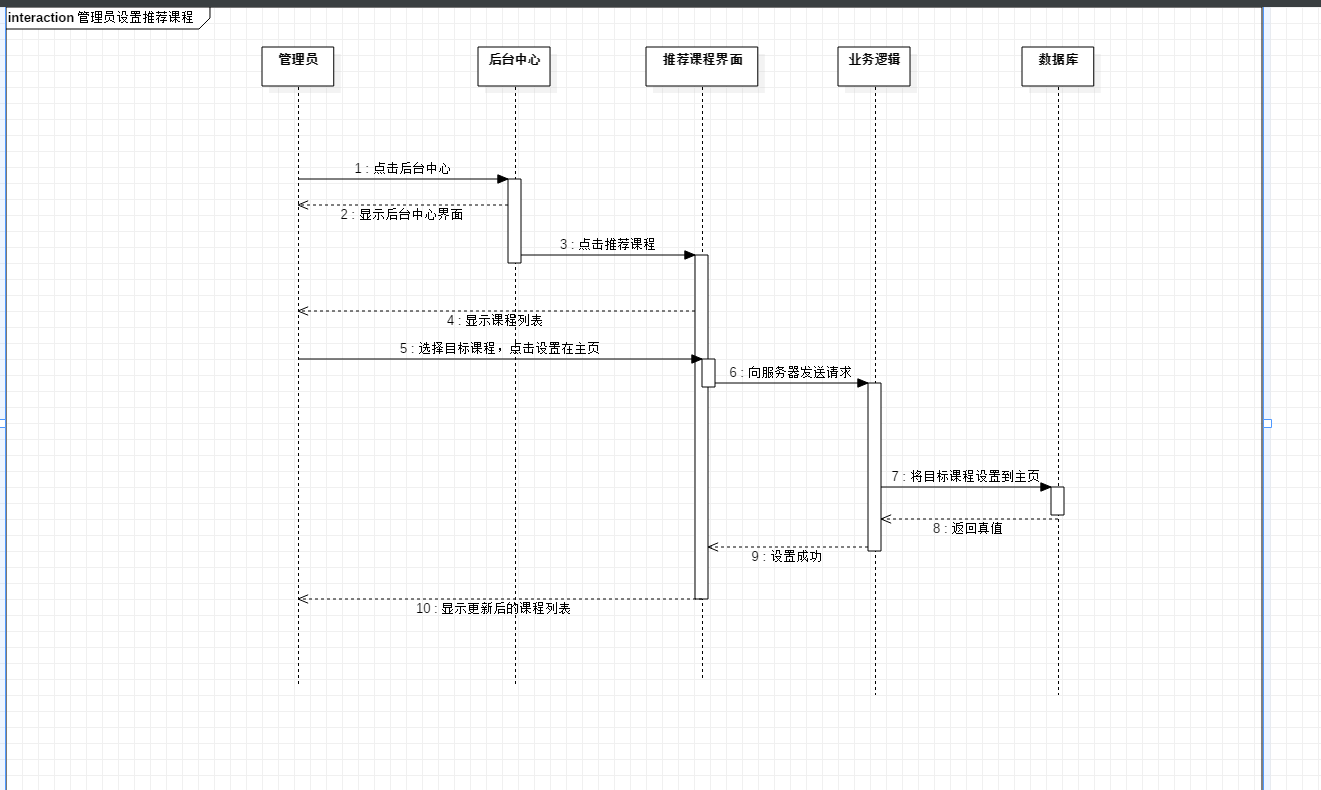 interaction 管理员设置推荐课程
管理员
后台中心
推荐课程界面
业务逻辑
数据库
1 : 点击后台中心
2 : 显示后台中心界面
3 : 点击推荐课程
4 : 显示课程列表
5 : 选择目标课程，点击设置在主页
6 : 向服务器发送请求
7 : 将目标课程设置到主页
8 : 返回真值
9 : 设置成功
10 : 显示更新后的课程列表